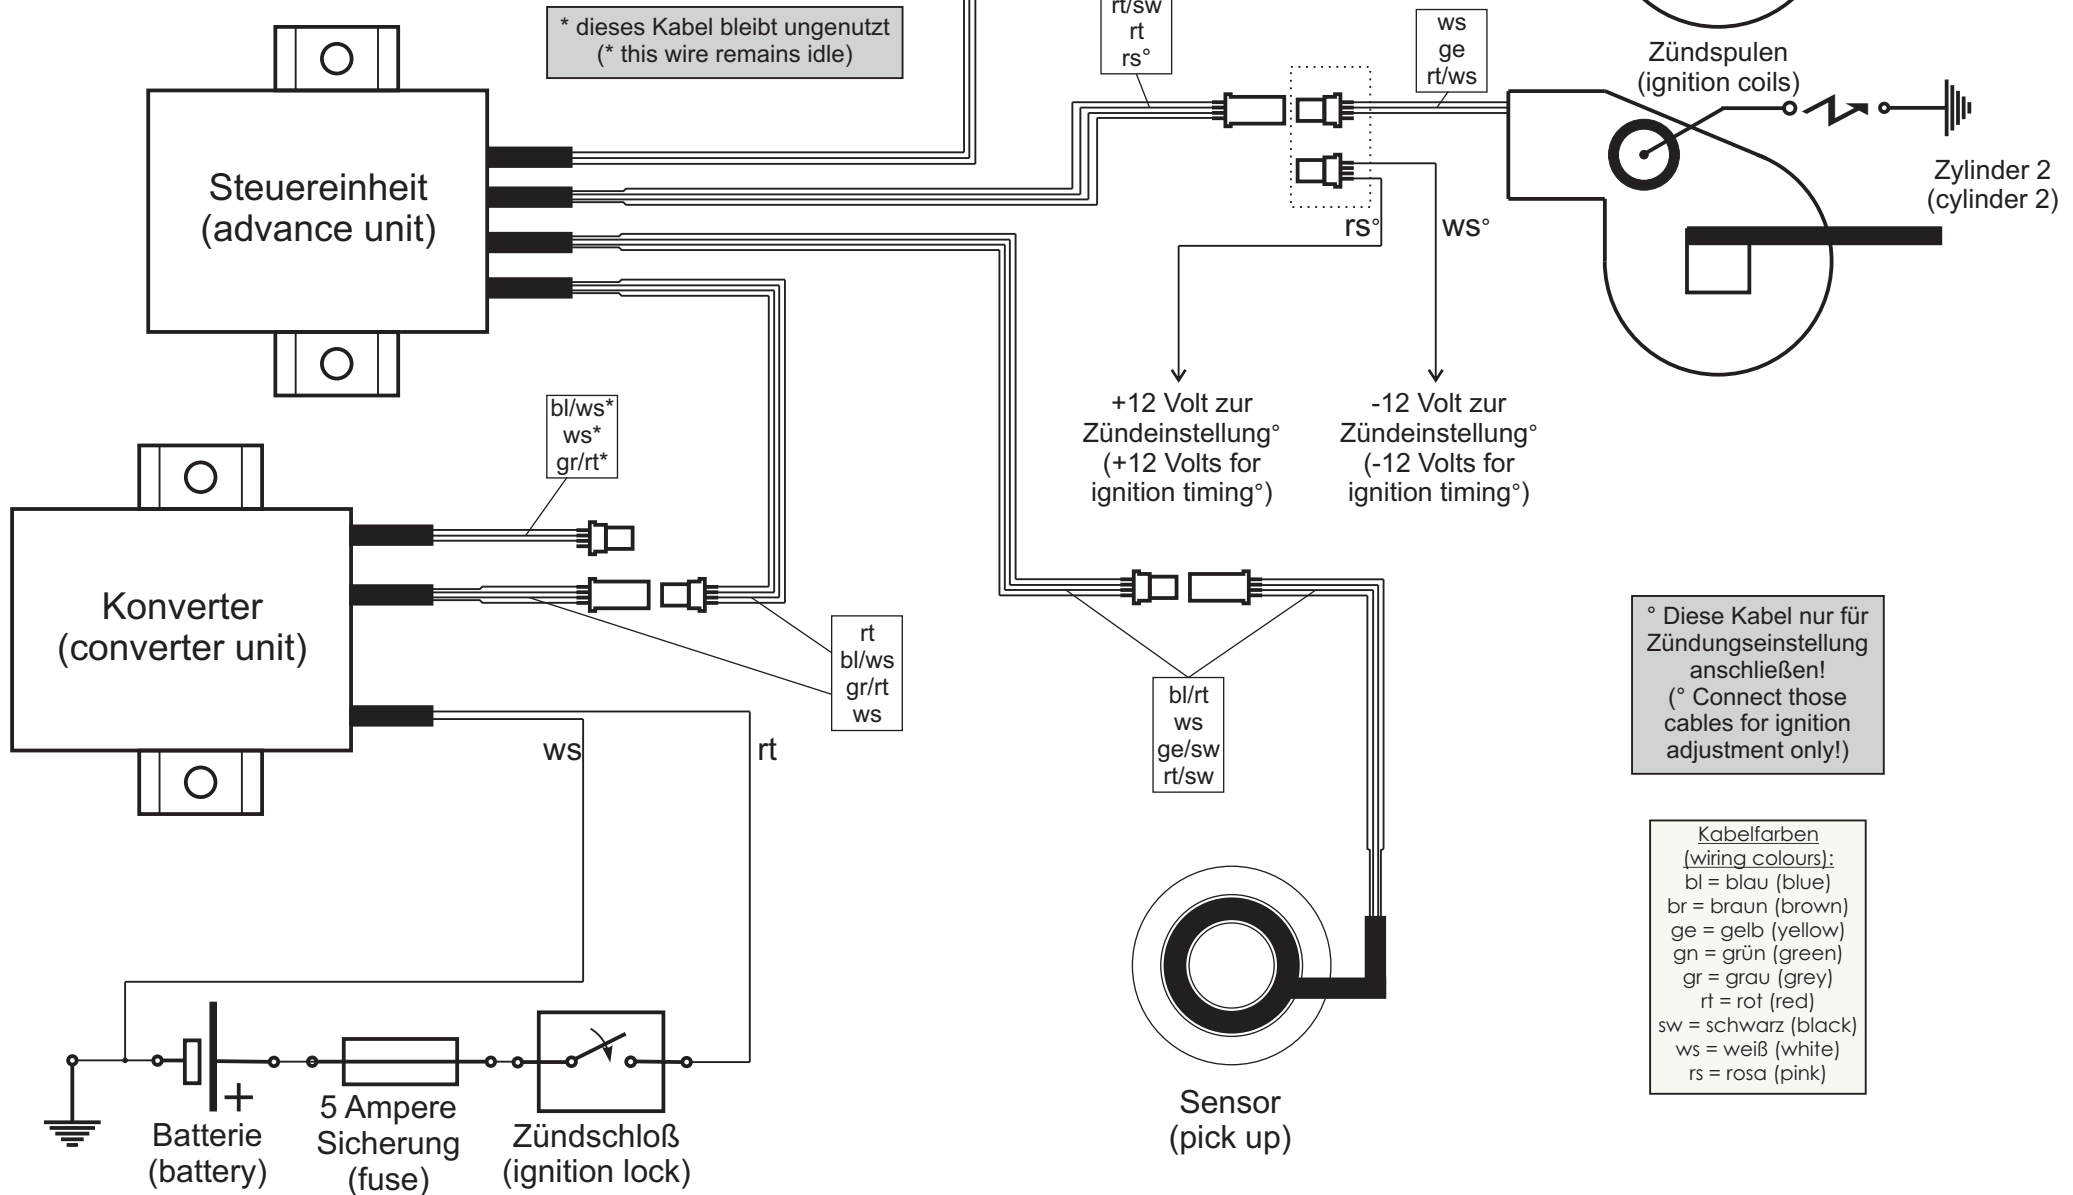 * dieses Kabel bleibt ungenutzt
(* this wire remains idle)
rt/sw
rt
rs°
ws
ge
rt/ws
Zündspulen
(ignition coils)
Zylinder 2
(cylinder 2)
Steuereinheit
(advance unit)
rs°
ws°
+12 Volt zur
Zündeinstellung°
(+12 Volts for
ignition timing°)
-12 Volt zur
Zündeinstellung°
(-12 Volts for
ignition timing°)
bl/ws*
ws*
gr/rt*
Konverter
(converter unit)
rt
bl/ws
gr/rt
ws
ws
rt
bl/rt
ws
ge/sw
rt/sw
° Diese Kabel nur für
Zündungseinstellung
anschließen!
(° Connect those
cables for ignition
adjustment only!)
Kabelfarben
(wiring colours):
bl = blau (blue)
br = braun (brown)
ge = gelb (yellow)
gn = grün (green)
gr = grau (grey)
rt = rot (red)
sw = schwarz (black)
ws = weiß (white)
rs = rosa (pink)
+
Batterie
(battery)
5 Ampere
Sicherung
(fuse)
Zündschloß
(ignition lock)
Sensor
(pick up)